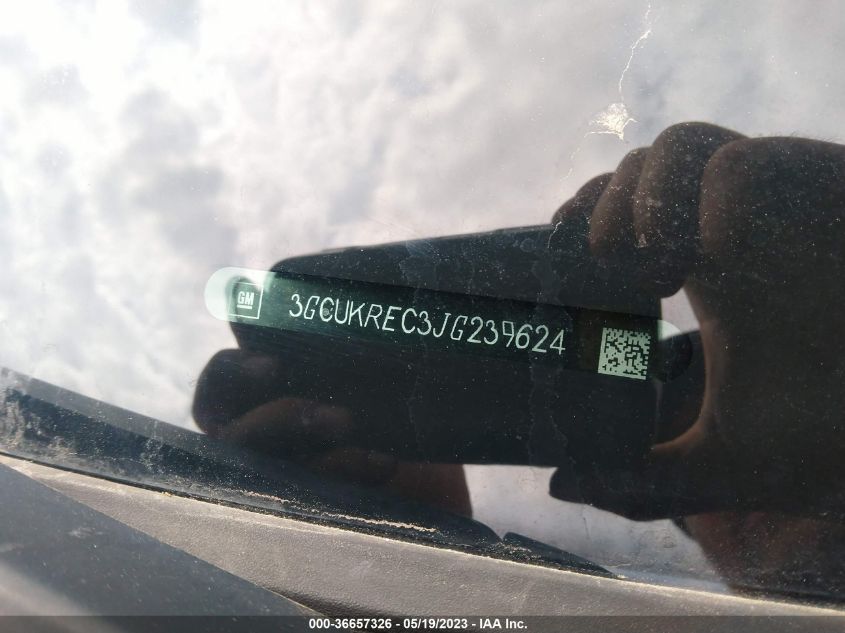 GM
3GCUKREC3JG239624
000-36657326 - 05/19/2023 - IAA Inc.